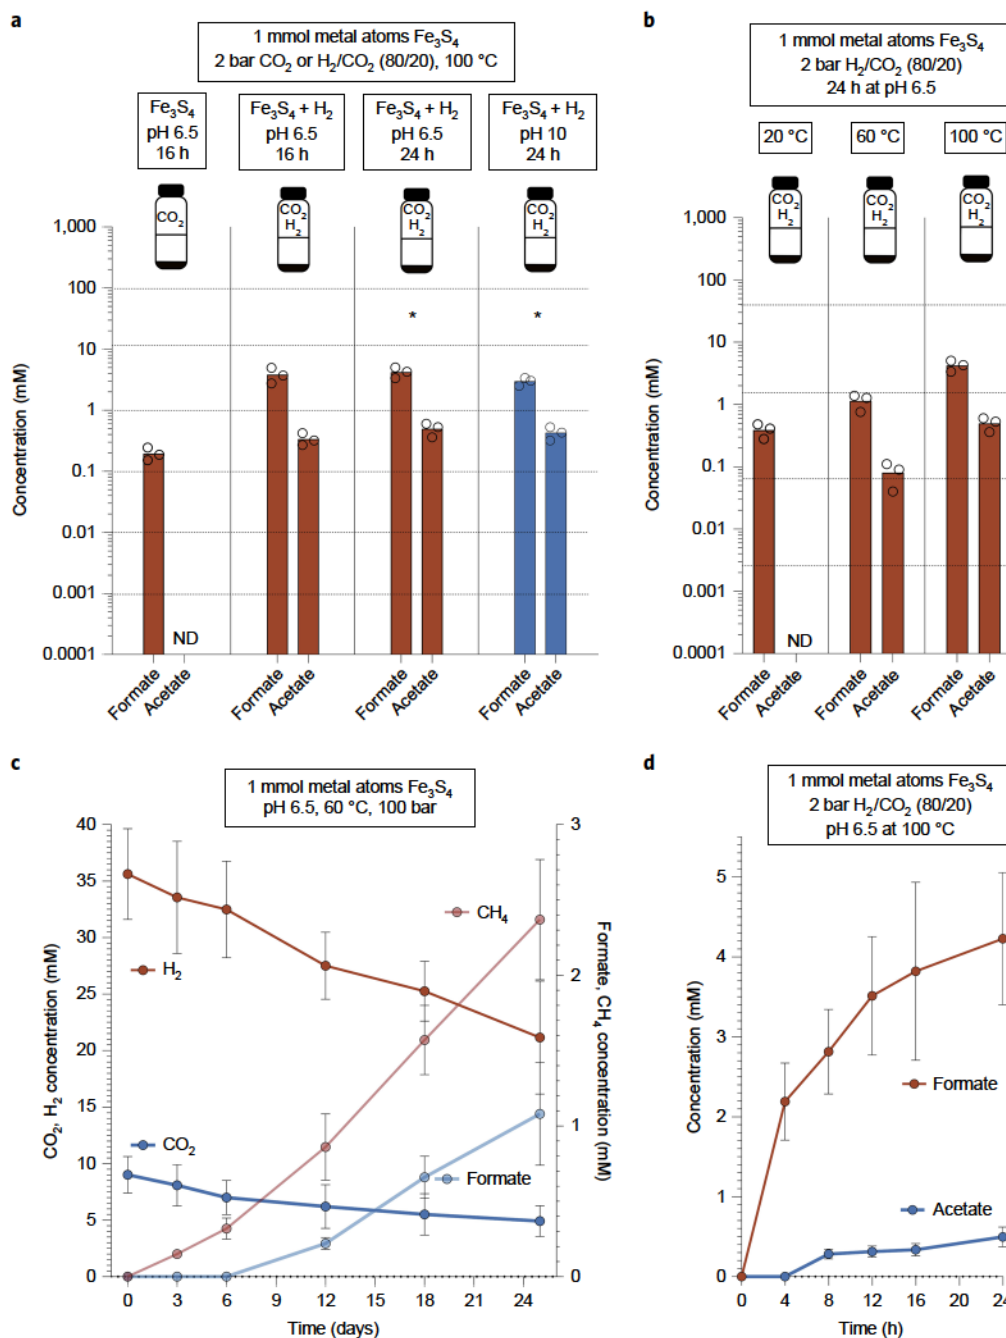 a
1 mmol metal atoms Fe₃S₄
2 bar CO₂ or H₂/CO₂ (80/20), 100 °C
Fe₃S₄
pH 6.5
16 h
Fe₃S₄ + H₂
pH 6.5
16 h
Fe₃S₄ + H₂
pH 6.5
24 h
Fe₃S₄ + H₂
pH 10
24 h
CO₂
CO₂
H₂
CO₂
H₂
CO₂
H₂
1,000
100
10
1
0.1
0.01
0.001
0.0001
Concentration (mM)
*
*
ND
Formate
Acetate
Formate
Acetate
Formate
Acetate
Formate
Acetate
b
1 mmol metal atoms Fe₃S₄
2 bar H₂/CO₂ (80/20)
24 h at pH 6.5
20 °C
60 °C
100 °C
CO₂
H₂
CO₂
H₂
CO₂
H₂
1,000
100
10
1
0.1
0.01
0.001
0.0001
Concentration (mM)
ND
Formate
Acetate
Formate
Acetate
Formate
Acetate
c
1 mmol metal atoms Fe₃S₄
pH 6.5, 60 °C, 100 bar
40
35
30
25
20
15
10
5
0
CO₂, H₂ concentration (mM)
3
2
1
0
Formate, CH₄ concentration (mM)
CH₄
H₂
CO₂
Formate
0 3 6 12 18 24
Time (days)
d
1 mmol metal atoms Fe₃S₄
2 bar H₂/CO₂ (80/20)
pH 6.5 at 100 °C
5
4
3
2
1
0
Concentration (mM)
Formate
Acetate
0 4 8 12 16 24
Time (h)